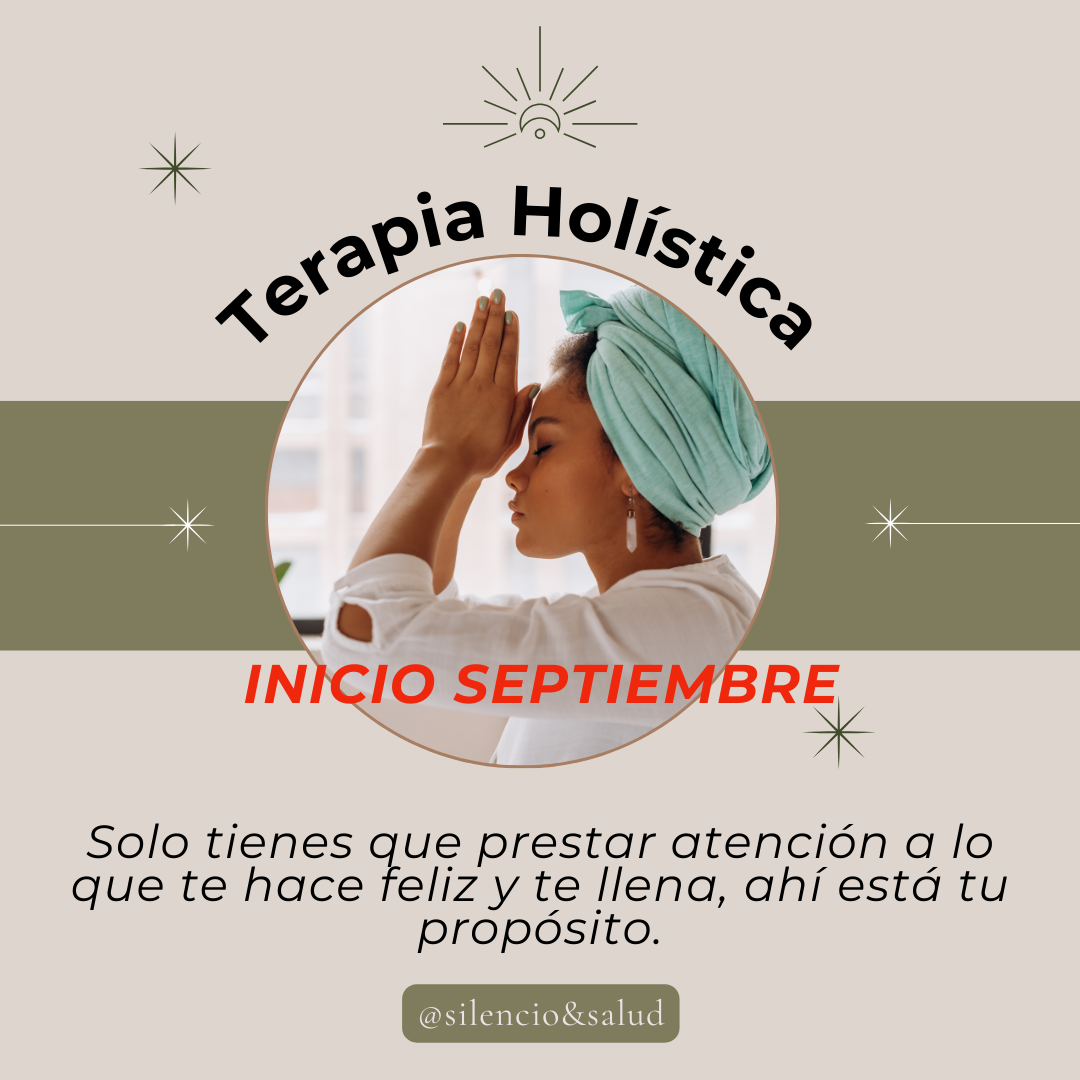 Terapia Holística
INICIO SEPTIEMBRE
Solo tienes que prestar atención a lo
que te hace feliz y te llena, ahí está tu
propósito.
@silencio&salud